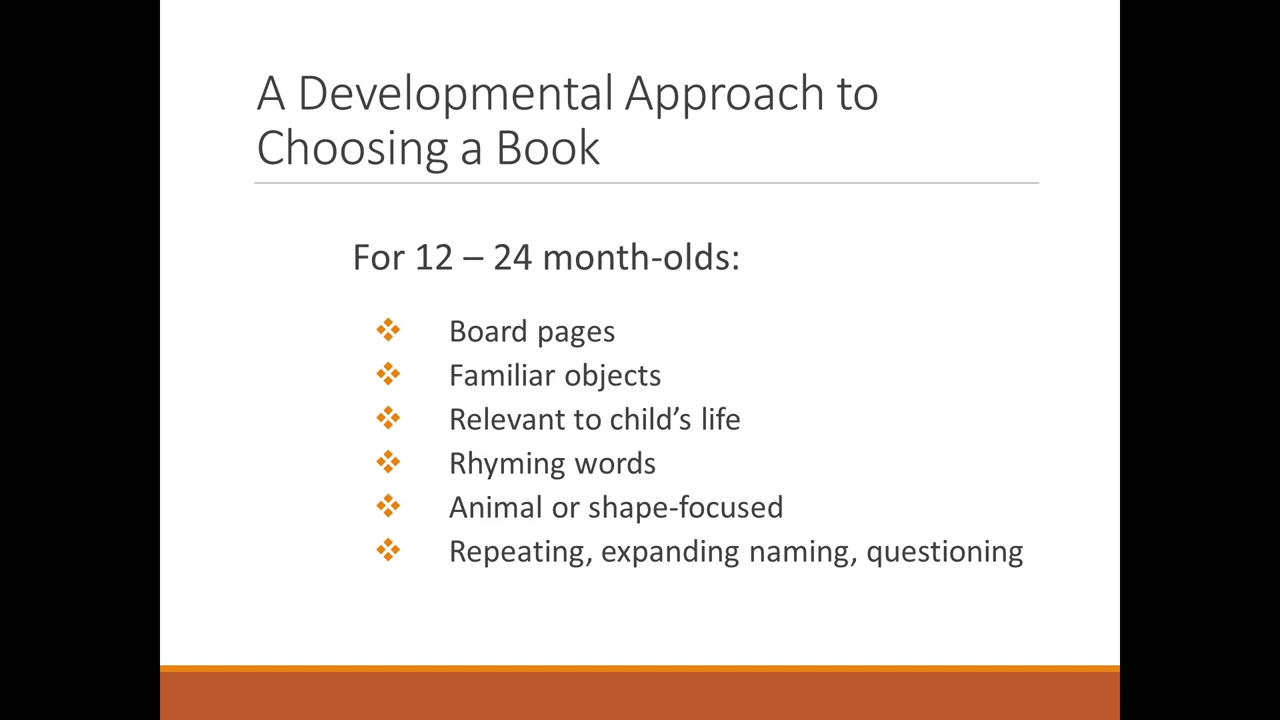 A Developmental Approach to
Choosing a Book
For 12 – 24 month-olds:
❖ Board pages
❖ Familiar objects
❖ Relevant to child’s life
❖ Rhyming words
❖ Animal or shape-focused
❖ Repeating, expanding naming, questioning